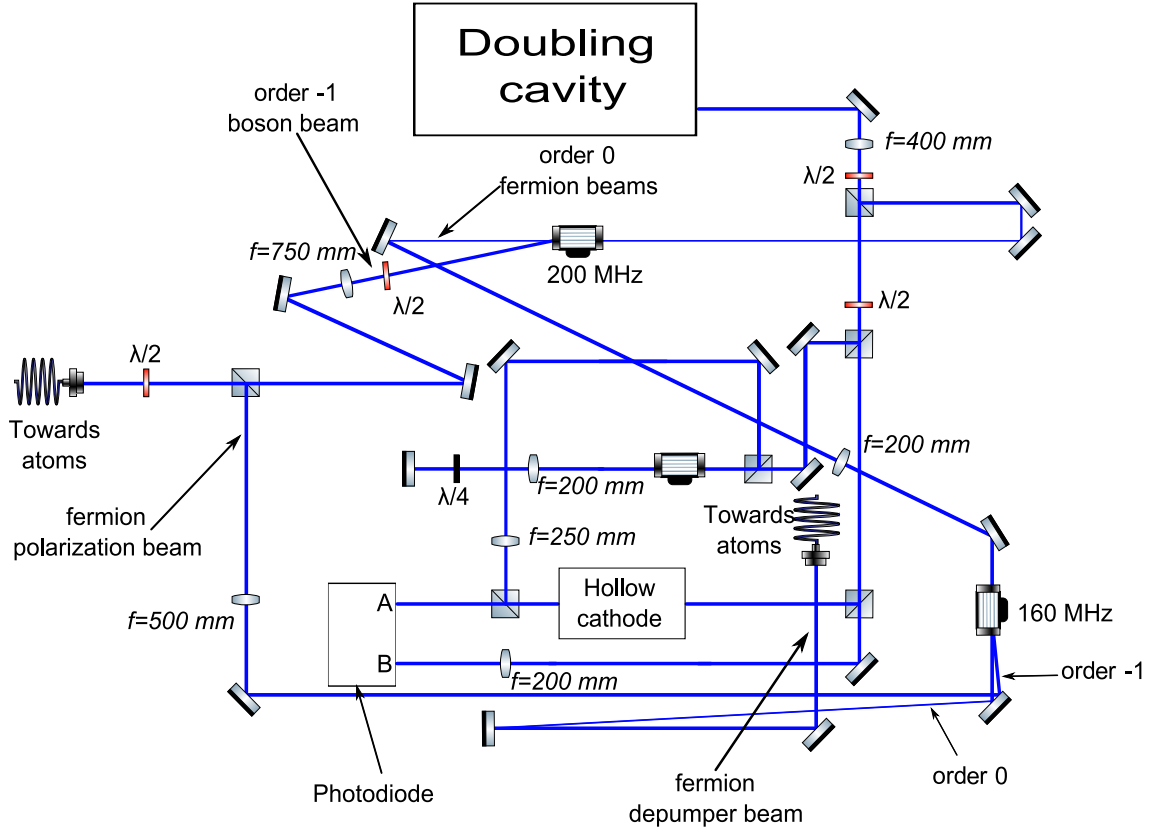 Doubling
cavity
order -1
boson beam
order 0
fermion beams
f=400 mm
λ/2
f=750 mm
200 MHz
λ/2
λ/2
λ/2
Towards
atoms
f=200 mm
λ/4
f=200 mm
Towards
atoms
fermion
polarization beam
f=250 mm
Hollow
cathode
A
160 MHz
f=500 mm
B
f=200 mm
order -1
order 0
Photodiode
fermion
depumper beam